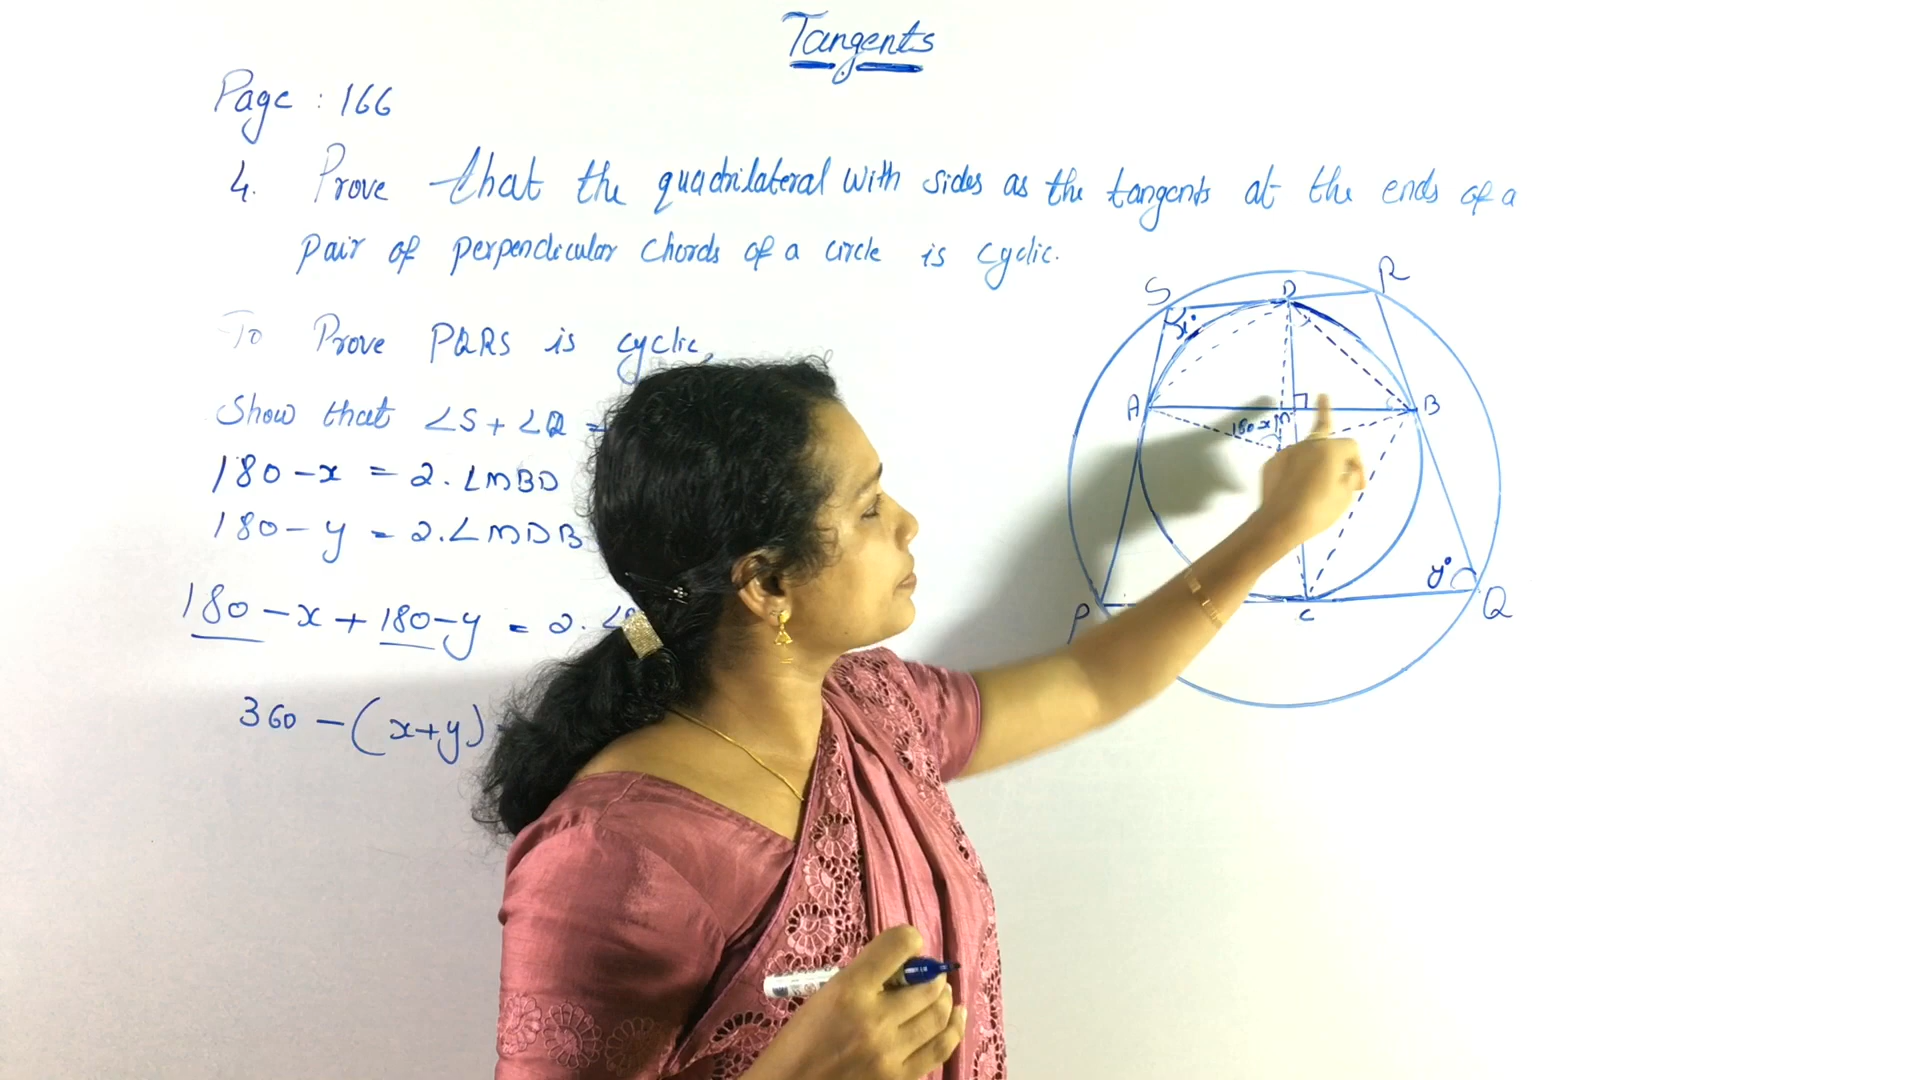 Tangents
Page : 166
4. Prove that the quadrilateral with sides as the tangents at the ends of a
pair of perpendicular chords of a circle is cyclic.
To Prove PQRS is cyclic,
Show that ∠S + ∠Q =
180 - x = 2. ∠MBD
180 - y = 2. ∠MDB
180 - x + 180 - y = 2. ∠
360 - (x+y)
S
D
R
x°
A
B
M
180-x
y°
P
C
Q